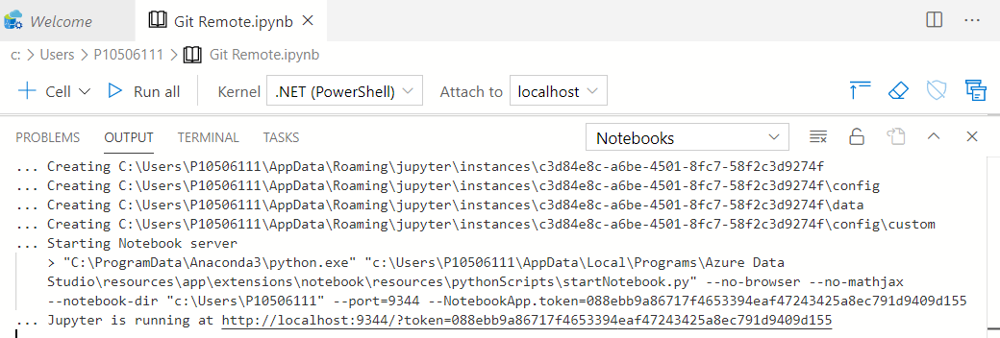 Welcome
Git Remote.ipynb
c: > Users > P10506111 > Git Remote.ipynb
Cell
Run all
Kernel
.NET (PowerShell)
Attach to
localhost
PROBLEMS
OUTPUT
TERMINAL
TASKS
Notebooks
... Creating C:\Users\P10506111\AppData\Roaming\jupyter\instances\c3d84e8c-a6be-4501-8fc7-58f2c3d9274f
... Creating C:\Users\P10506111\AppData\Roaming\jupyter\instances\c3d84e8c-a6be-4501-8fc7-58f2c3d9274f\config
... Creating C:\Users\P10506111\AppData\Roaming\jupyter\instances\c3d84e8c-a6be-4501-8fc7-58f2c3d9274f\data
... Creating C:\Users\P10506111\AppData\Roaming\jupyter\instances\c3d84e8c-a6be-4501-8fc7-58f2c3d9274f\config\custom
... Starting Notebook server
> "C:\ProgramData\Anaconda3\python.exe" "c:\Users\P10506111\AppData\Local\Programs\Azure Data
Studio\resources\app\extensions\notebook\resources\pythonScripts\startNotebook.py" --no-browser --no-mathjax
--notebook-dir "c:\Users\P10506111" --port=9344 --NotebookApp.token=088ebb9a86717f4653394eaf47243425a8ec791d9409d155
... Jupyter is running at http://localhost:9344/?token=088ebb9a86717f4653394eaf47243425a8ec791d9409d155